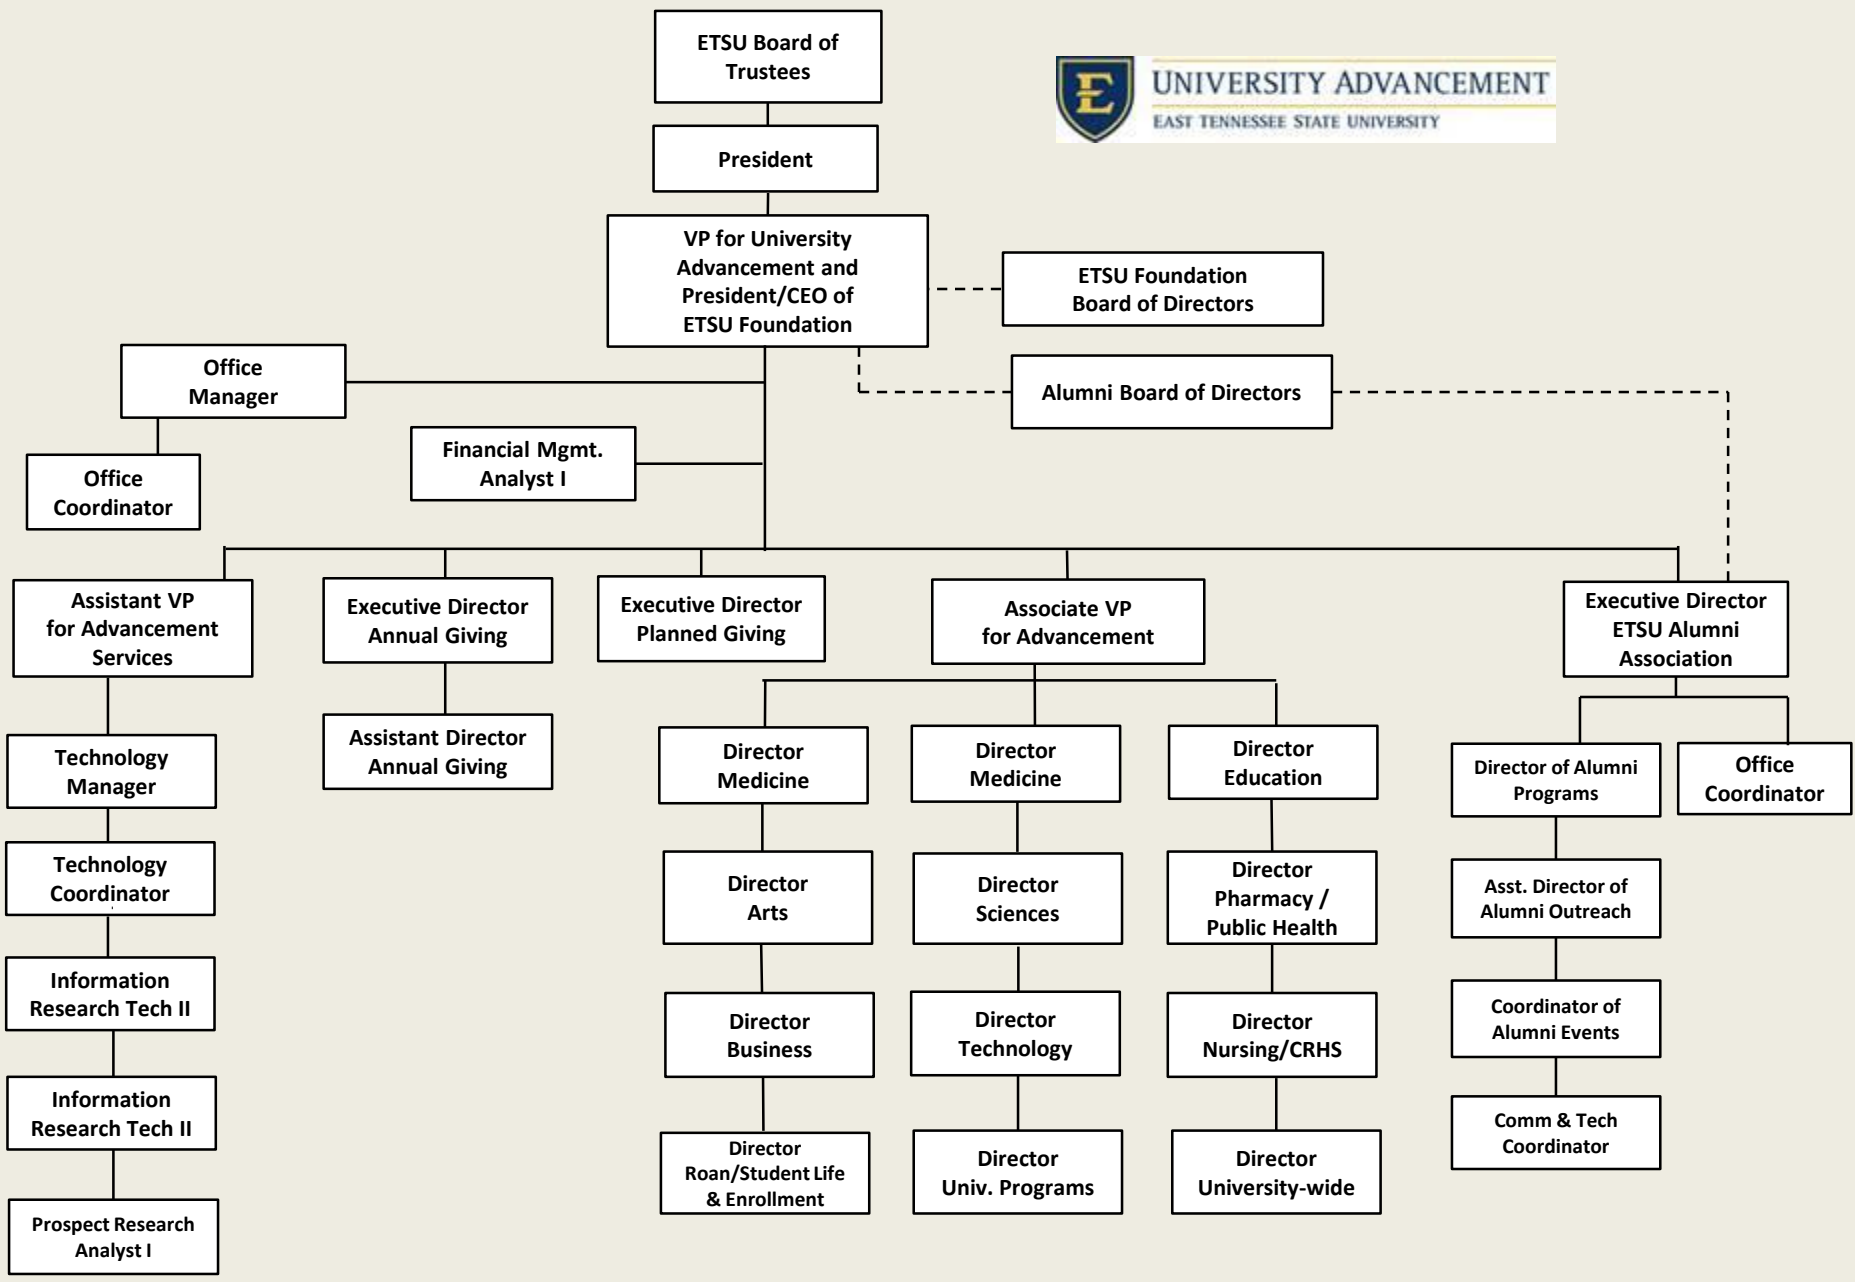 ETSU Board of
Trustees
UNIVERSITY ADVANCEMENT
EAST TENNESSEE STATE UNIVERSITY
President
VP for University
Advancement and
President/CEO of
ETSU Foundation
ETSU Foundation
Board of Directors
Office
Manager
Alumni Board of Directors
Financial Mgmt.
Analyst I
Office
Coordinator
Assistant VP
for Advancement
Services
Executive Director
Annual Giving
Executive Director
Planned Giving
Associate VP
for Advancement
Executive Director
ETSU Alumni
Association
Technology
Manager
Assistant Director
Annual Giving
Director
Medicine
Director
Medicine
Director
Education
Director of Alumni
Programs
Office
Coordinator
Technology
Coordinator
Director
Arts
Director
Sciences
Director
Pharmacy /
Public Health
Asst. Director of
Alumni Outreach
Information
Research Tech II
Director
Business
Director
Technology
Director
Nursing/CRHS
Coordinator of
Alumni Events
Information
Research Tech II
Director
Roan/Student Life
& Enrollment
Director
Univ. Programs
Director
University-wide
Comm & Tech
Coordinator
Prospect Research
Analyst I